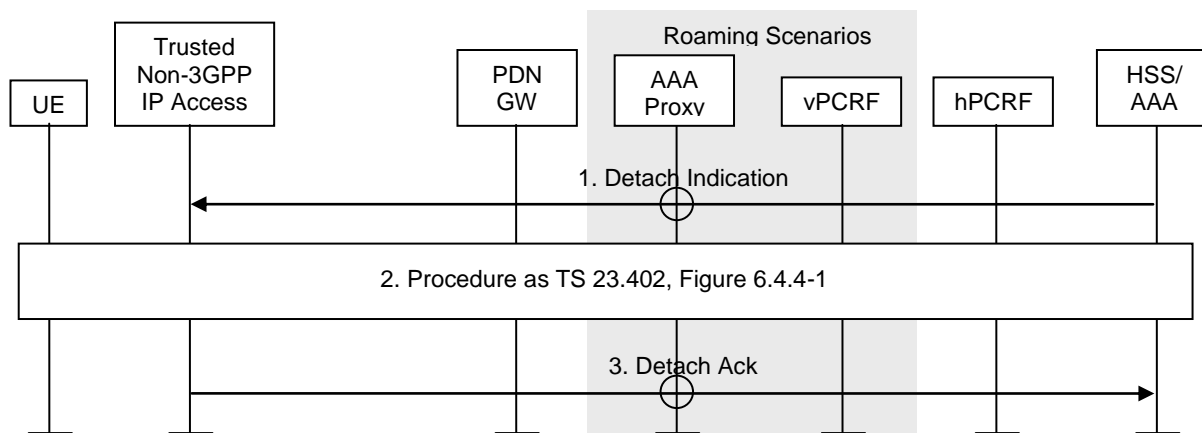 Roaming Scenarios
UE
Trusted
Non-3GPP
IP Access
PDN
GW
AAA
Proxy
vPCRF
hPCRF
HSS/
AAA
1. Detach Indication
2. Procedure as TS 23.402, Figure 6.4.4-1
3. Detach Ack